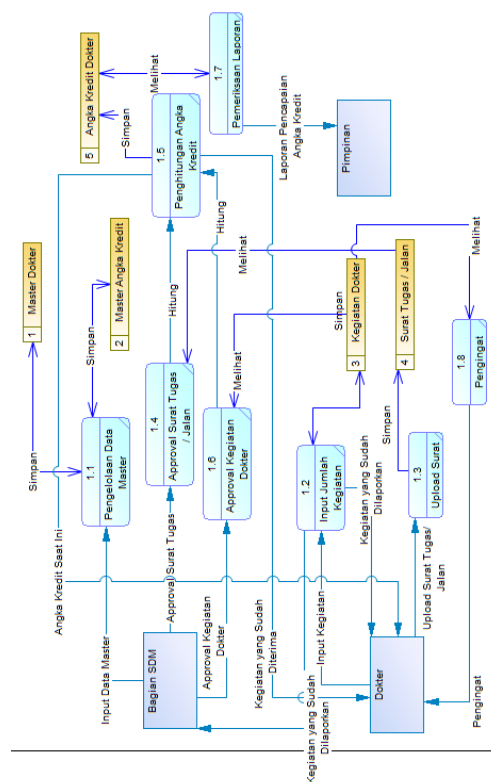 5 Angka Kredit Dokter
Melihat
1.7
Pemeriksaan Laporan
Simpan
1.5
Penghitungan Angka
Kredit
Laporan Pencapaian
Angka Kredit
Pimpinan
1 Master Dokter
2 Master Angka Kredit
Simpan
Simpan
Hitung
Hitung
Melihat
Simpan
3 Kegiatan Dokter
4 Surat Tugas / Jalan
Melihat
1.1
Pengelolaan Data
Master
1.4
Approval Surat Tugas
/ Jalan
1.6
Approval Kegiatan
Dokter
Melihat
1.2
Input Jumlah
Kegiatan
1.3
Upload Surat
Simpan
1.8
Pengingat
Angka Kredit Saat Ini
Input Data Master
Approval Surat Tugas
Approval Kegiatan
Dokter
Kegiatan yang Sudah
Diterima
Kegiatan yang Sudah
Dilaporkan
Input Kegiatan
Kegiatan yang Sudah
Dilaporkan
Upload Surat Tugas/
Jalan
Pengingat
Bagian SDM
Dokter